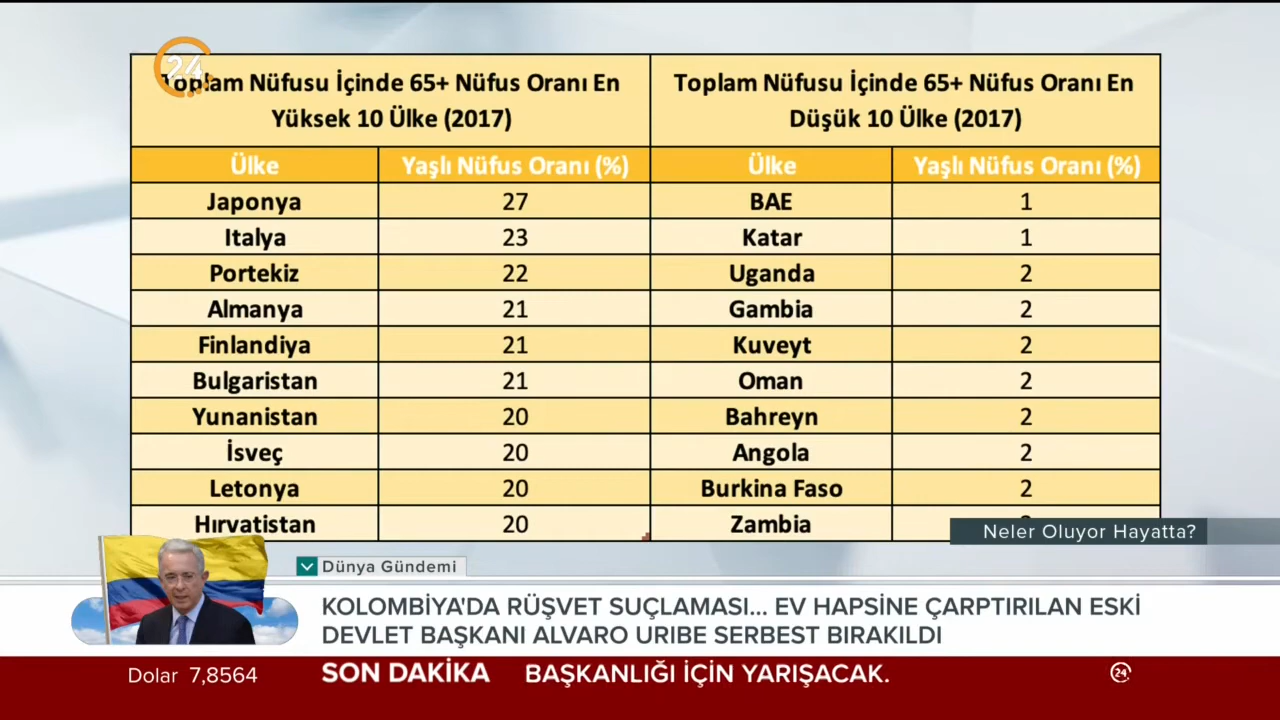 24
Toplam Nüfusu İçinde 65+ Nüfus Oranı En
Yüksek 10 Ülke (2017)
Toplam Nüfusu İçinde 65+ Nüfus Oranı En
Düşük 10 Ülke (2017)
Ülke Yaşlı Nüfus Oranı (%) Ülke Yaşlı Nüfus Oranı (%)
Japonya 27 BAE 1
Italya 23 Katar 1
Portekiz 22 Uganda 2
Almanya 21 Gambia 2
Finlandiya 21 Kuveyt 2
Bulgaristan 21 Oman 2
Yunanistan 20 Bahreyn 2
İsveç 20 Angola 2
Letonya 20 Burkina Faso 2
Hırvatistan 20 Zambia
Neler Oluyor Hayatta?
Dünya Gündemi
KOLOMBİYA'DA RÜŞVET SUÇLAMASI... EV HAPSİNE ÇARPTIRILAN ESKİ
DEVLET BAŞKANI ALVARO URIBE SERBEST BIRAKILDI
Dolar 7,8564 SON DAKİKA BAŞKANLIĞI İÇİN YARIŞACAK. 24